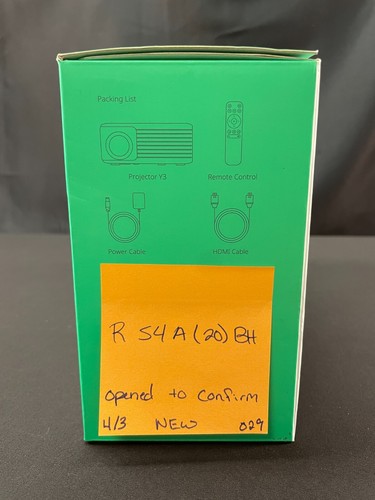 Packing List
Projector Y3 Remote Control
Power Cable HDMI Cable
R S4 A (20) BH
opened to confirm
4/3 NEW 029